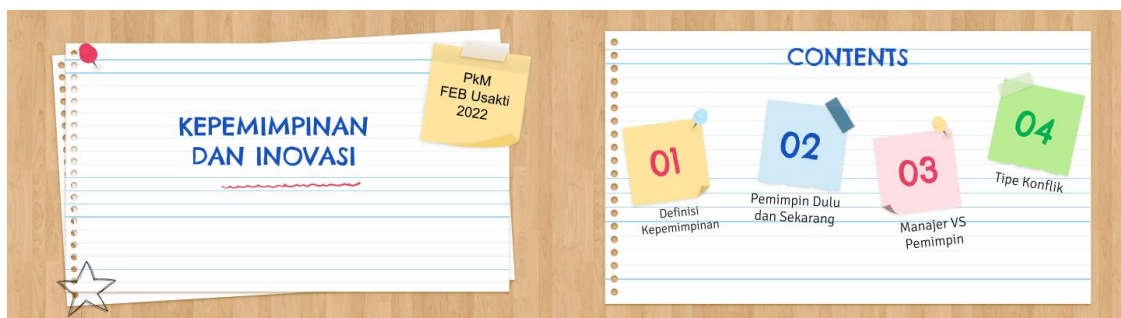 KEPEMIMPINAN
DAN INOVASI
PkM
FEB Usakti
2022
CONTENTS
01
Definisi
Kepemimpinan
02
Pemimpin Dulu
dan Sekarang
03
Manajer VS
Pemimpin
04
Tipe Konflik